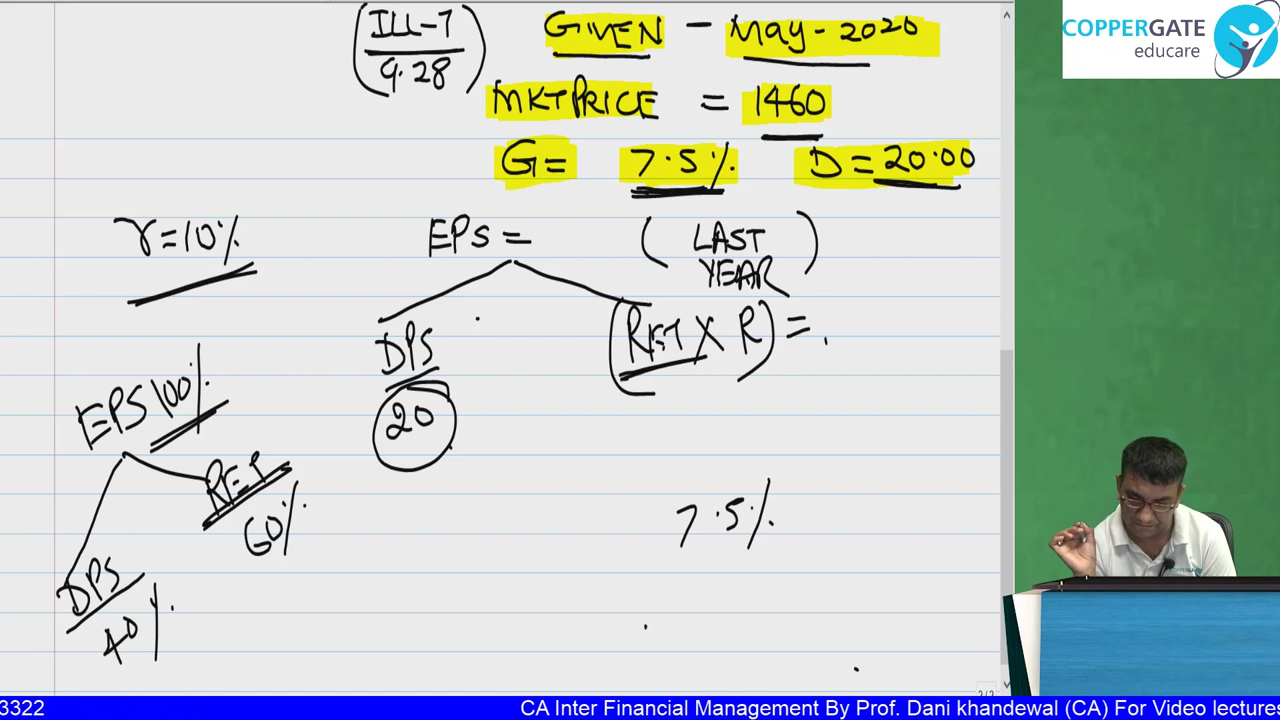 (ILL-7 / 9.28)
GIVEN - May-2020
MKT PRICE = 1460
G = 7.5% D = 20.00
r = 10% EPS = (LAST YEAR)
DPS (RET X R) =
20
EPS 100%
RET
60%
7.5%
DPS
40%
COPPERGATE
educare
3322 CA Inter Financial Management By Prof. Dani khandewal (CA) For Video lectures